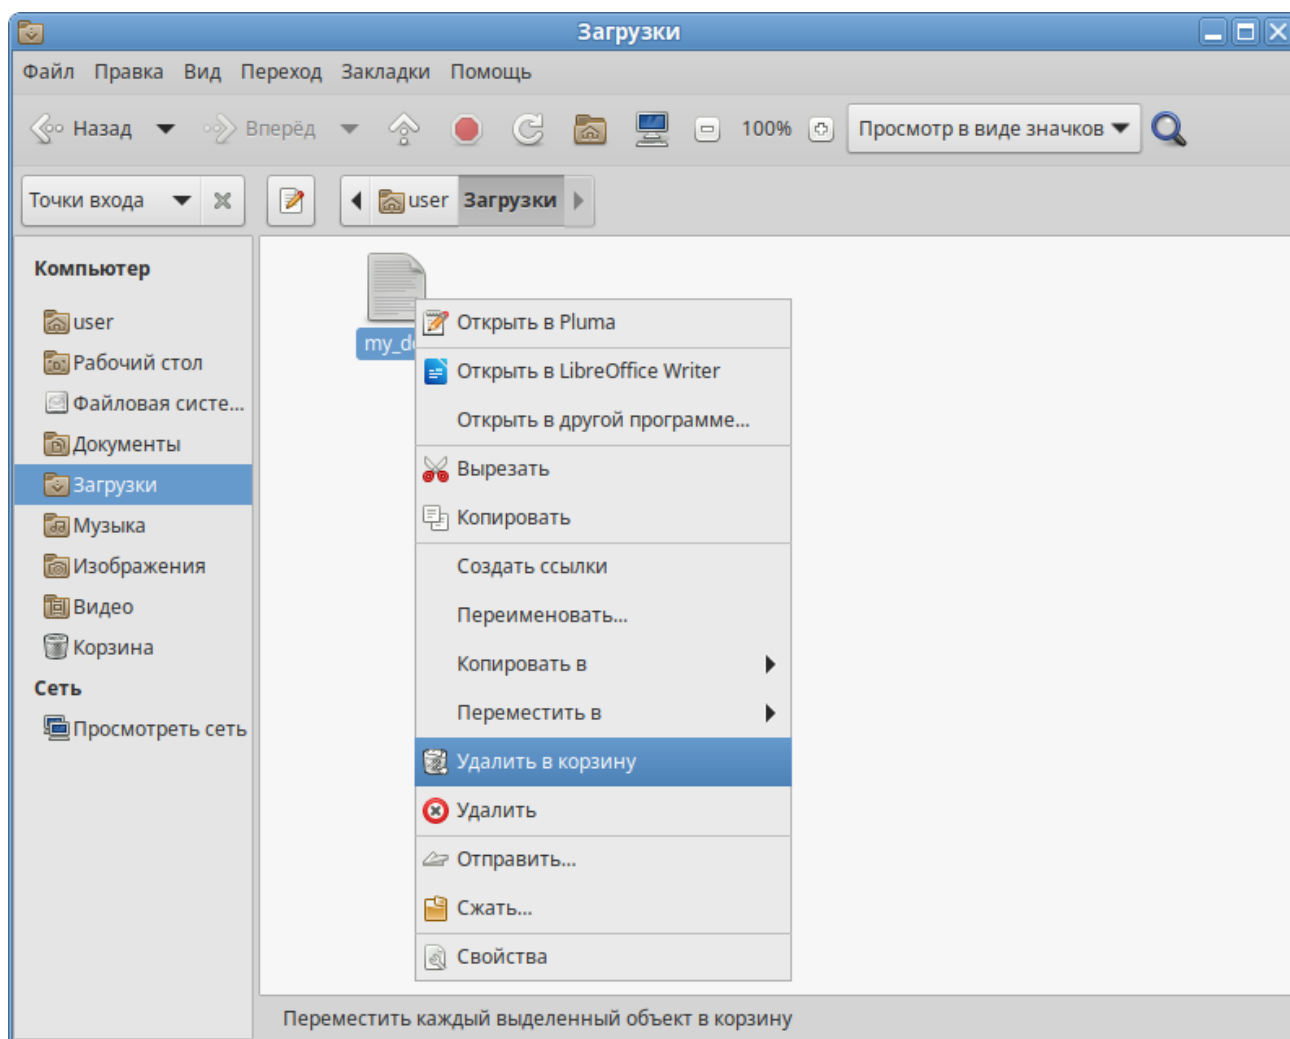 Загрузки
Файл Правка Вид Переход Закладки Помощь
Назад Вперёд 100% Просмотр в виде значков
Точки входа user Загрузки
Компьютер
user
Рабочий стол
Файловая систе...
Документы
Загрузки
Музыка
Изображения
Видео
Корзина
Сеть
Просмотреть сеть
Открыть в Pluma
Открыть в LibreOffice Writer
Открыть в другой программе...
Вырезать
Копировать
Создать ссылки
Переименовать...
Копировать в
Переместить в
Удалить в корзину
Удалить
Отправить...
Сжать...
Свойства
Переместить каждый выделенный объект в корзину